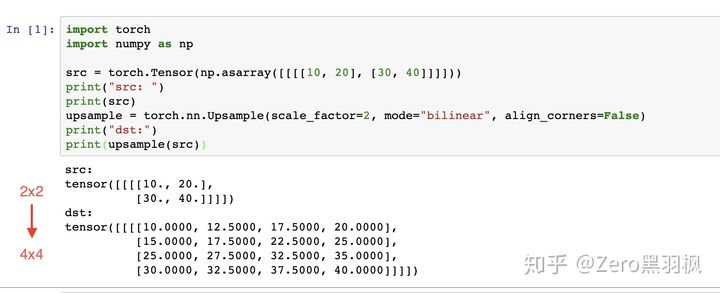 In [1]:
import torch
import numpy as np
src = torch.Tensor(np.asarray([[[[10, 20], [30, 40]]]]))
print("src: ")
print(src)
upsample = torch.nn.Upsample(scale_factor=2, mode="bilinear", align_corners=False)
print("dst:")
print(upsample(src))
src:
tensor([[[[10., 20.],
[30., 40.]]]])
dst:
tensor([[[[10.0000, 12.5000, 17.5000, 20.0000],
[15.0000, 17.5000, 22.5000, 25.0000],
[25.0000, 27.5000, 32.5000, 35.0000],
[30.0000, 32.5000, 37.5000, 40.0000]]]])
2x2
4x4
知乎 @Zero黑羽枫